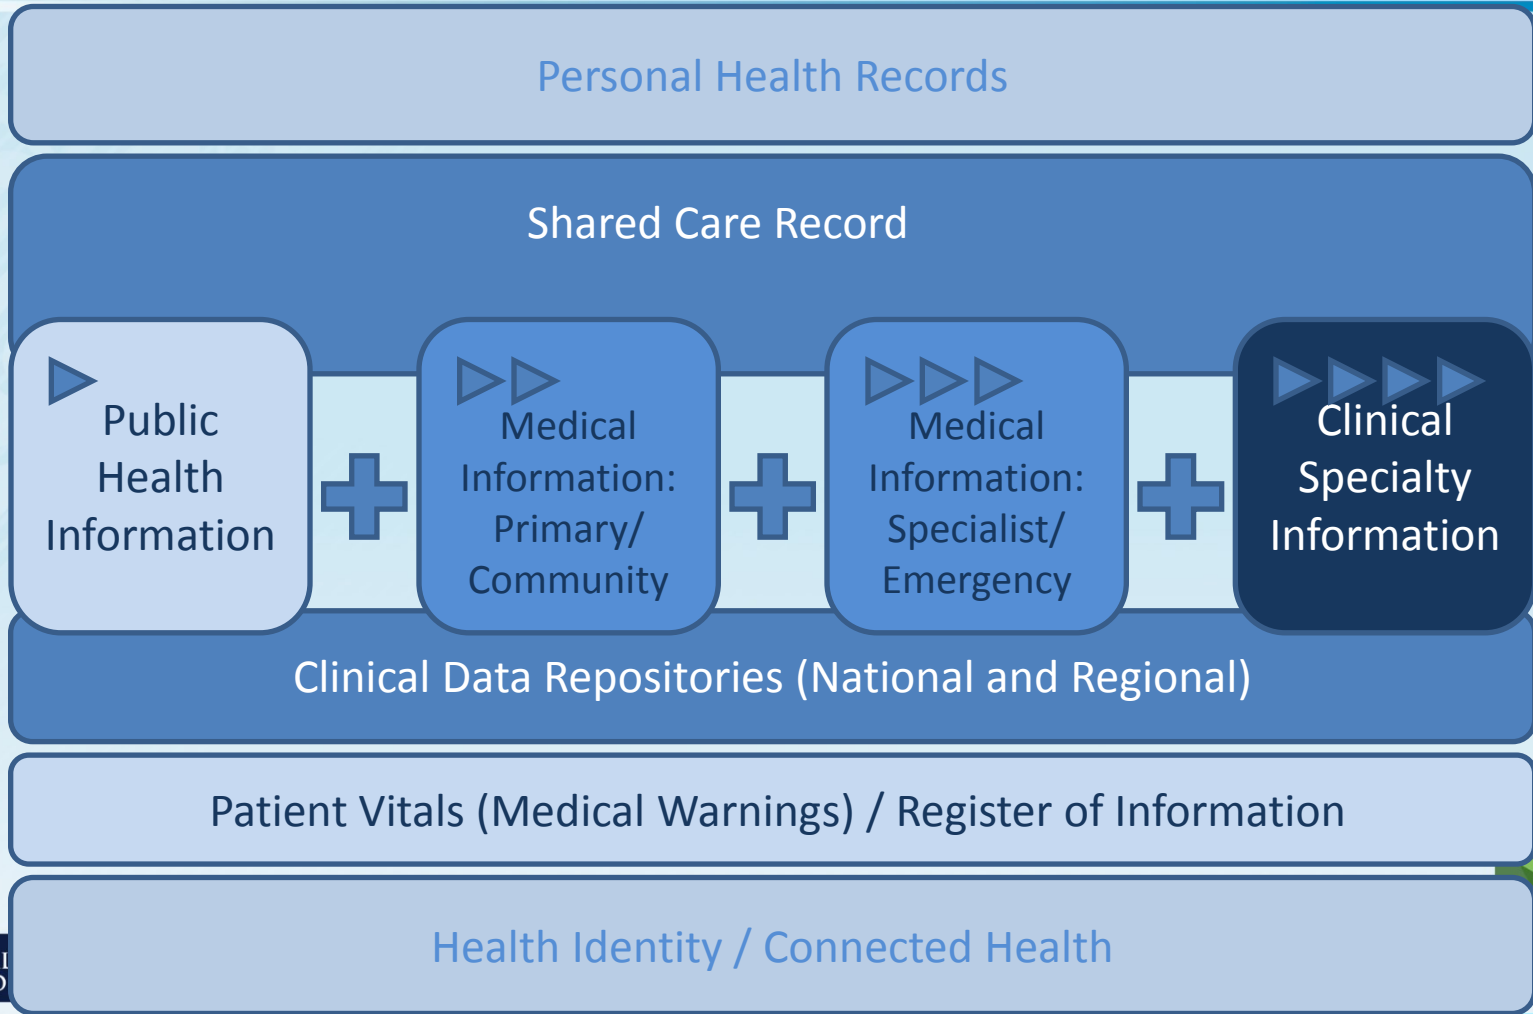 Personal Health Records
Shared Care Record
Public
Health
Information
Medical
Information:
Primary/
Community
Medical
Information:
Specialist/
Emergency
Clinical
Specialty
Information
Clinical Data Repositories (National and Regional)
Patient Vitals (Medical Warnings) / Register of Information
Health Identity / Connected Health